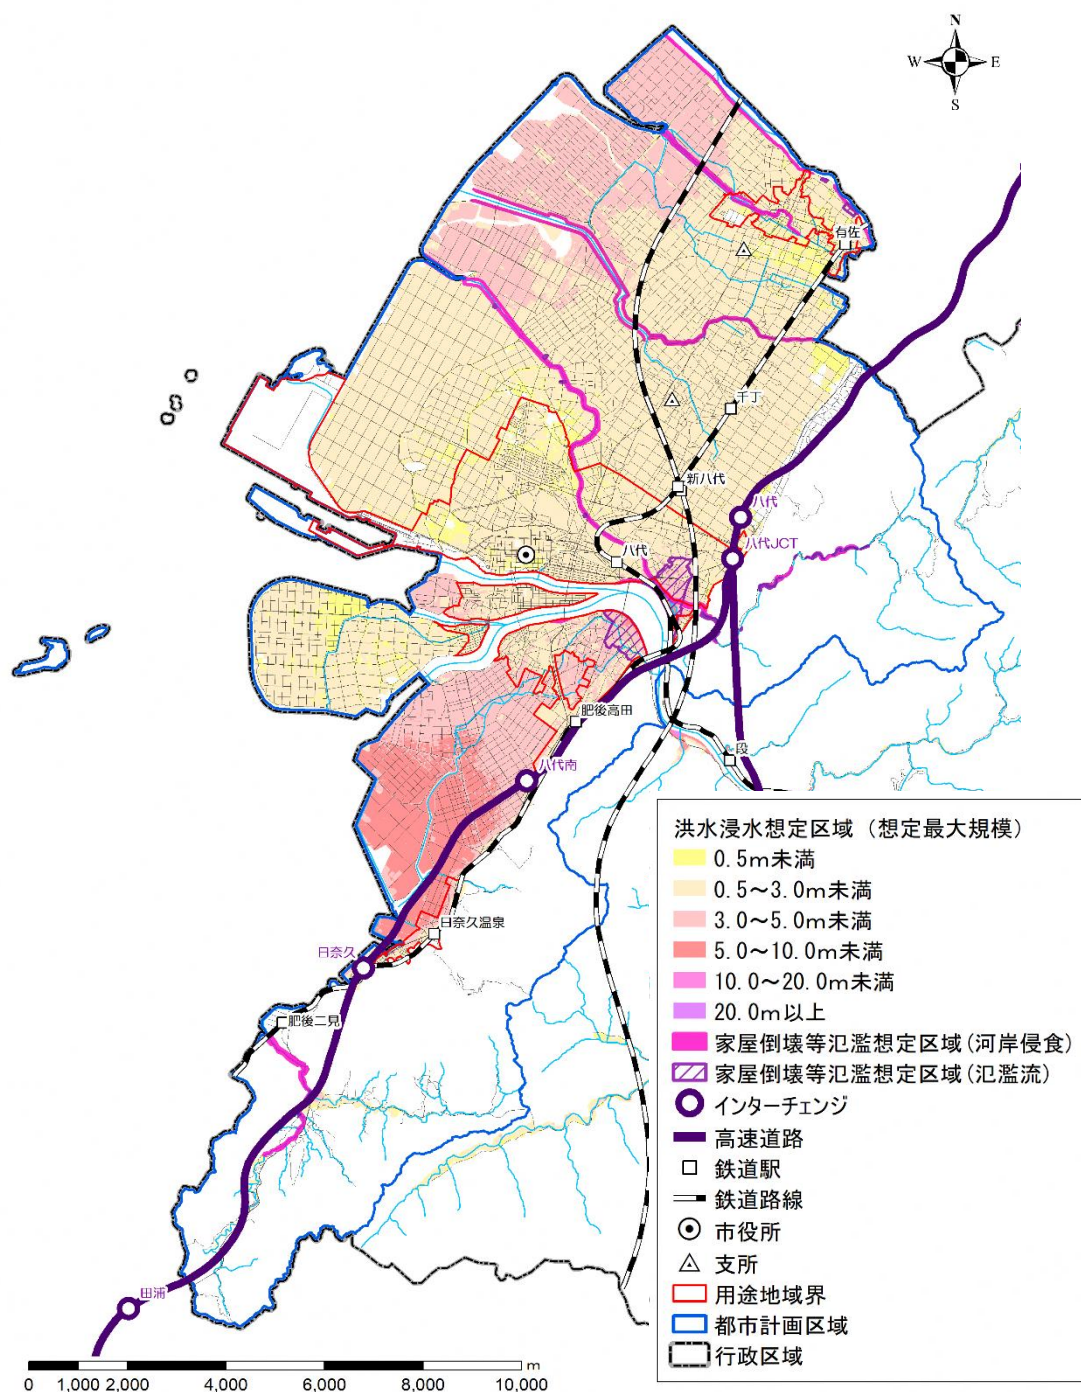 N
W E
S
有佐
千丁
新八代
八代
八代JCT
八代
肥後高田
段
八代南
日奈久温泉
日奈久
肥後二見
田浦
洪水浸水想定区域（想定最大規模）
0.5m未満
0.5～3.0m未満
3.0～5.0m未満
5.0～10.0m未満
10.0～20.0m未満
20.0m以上
家屋倒壊等氾濫想定区域(河岸侵食)
家屋倒壊等氾濫想定区域(氾濫流)
インターチェンジ
高速道路
鉄道駅
鉄道路線
市役所
支所
用途地域界
都市計画区域
行政区域
m
0 1,000 2,000 4,000 6,000 8,000 10,000